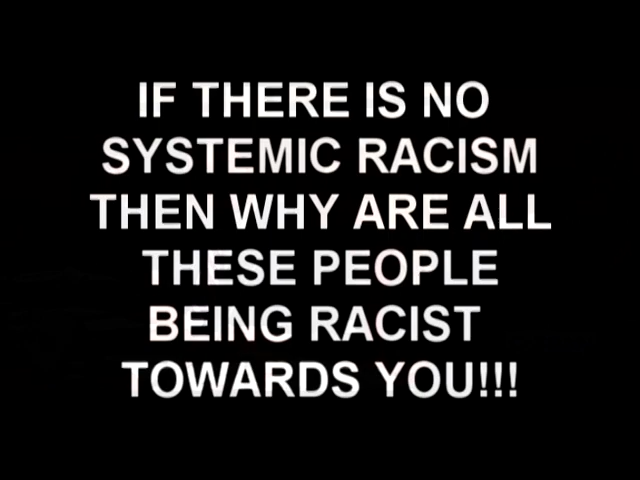 IF THERE IS NO
SYSTEMIC RACISM
THEN WHY ARE ALL
THESE PEOPLE
BEING RACIST
TOWARDS YOU!!!